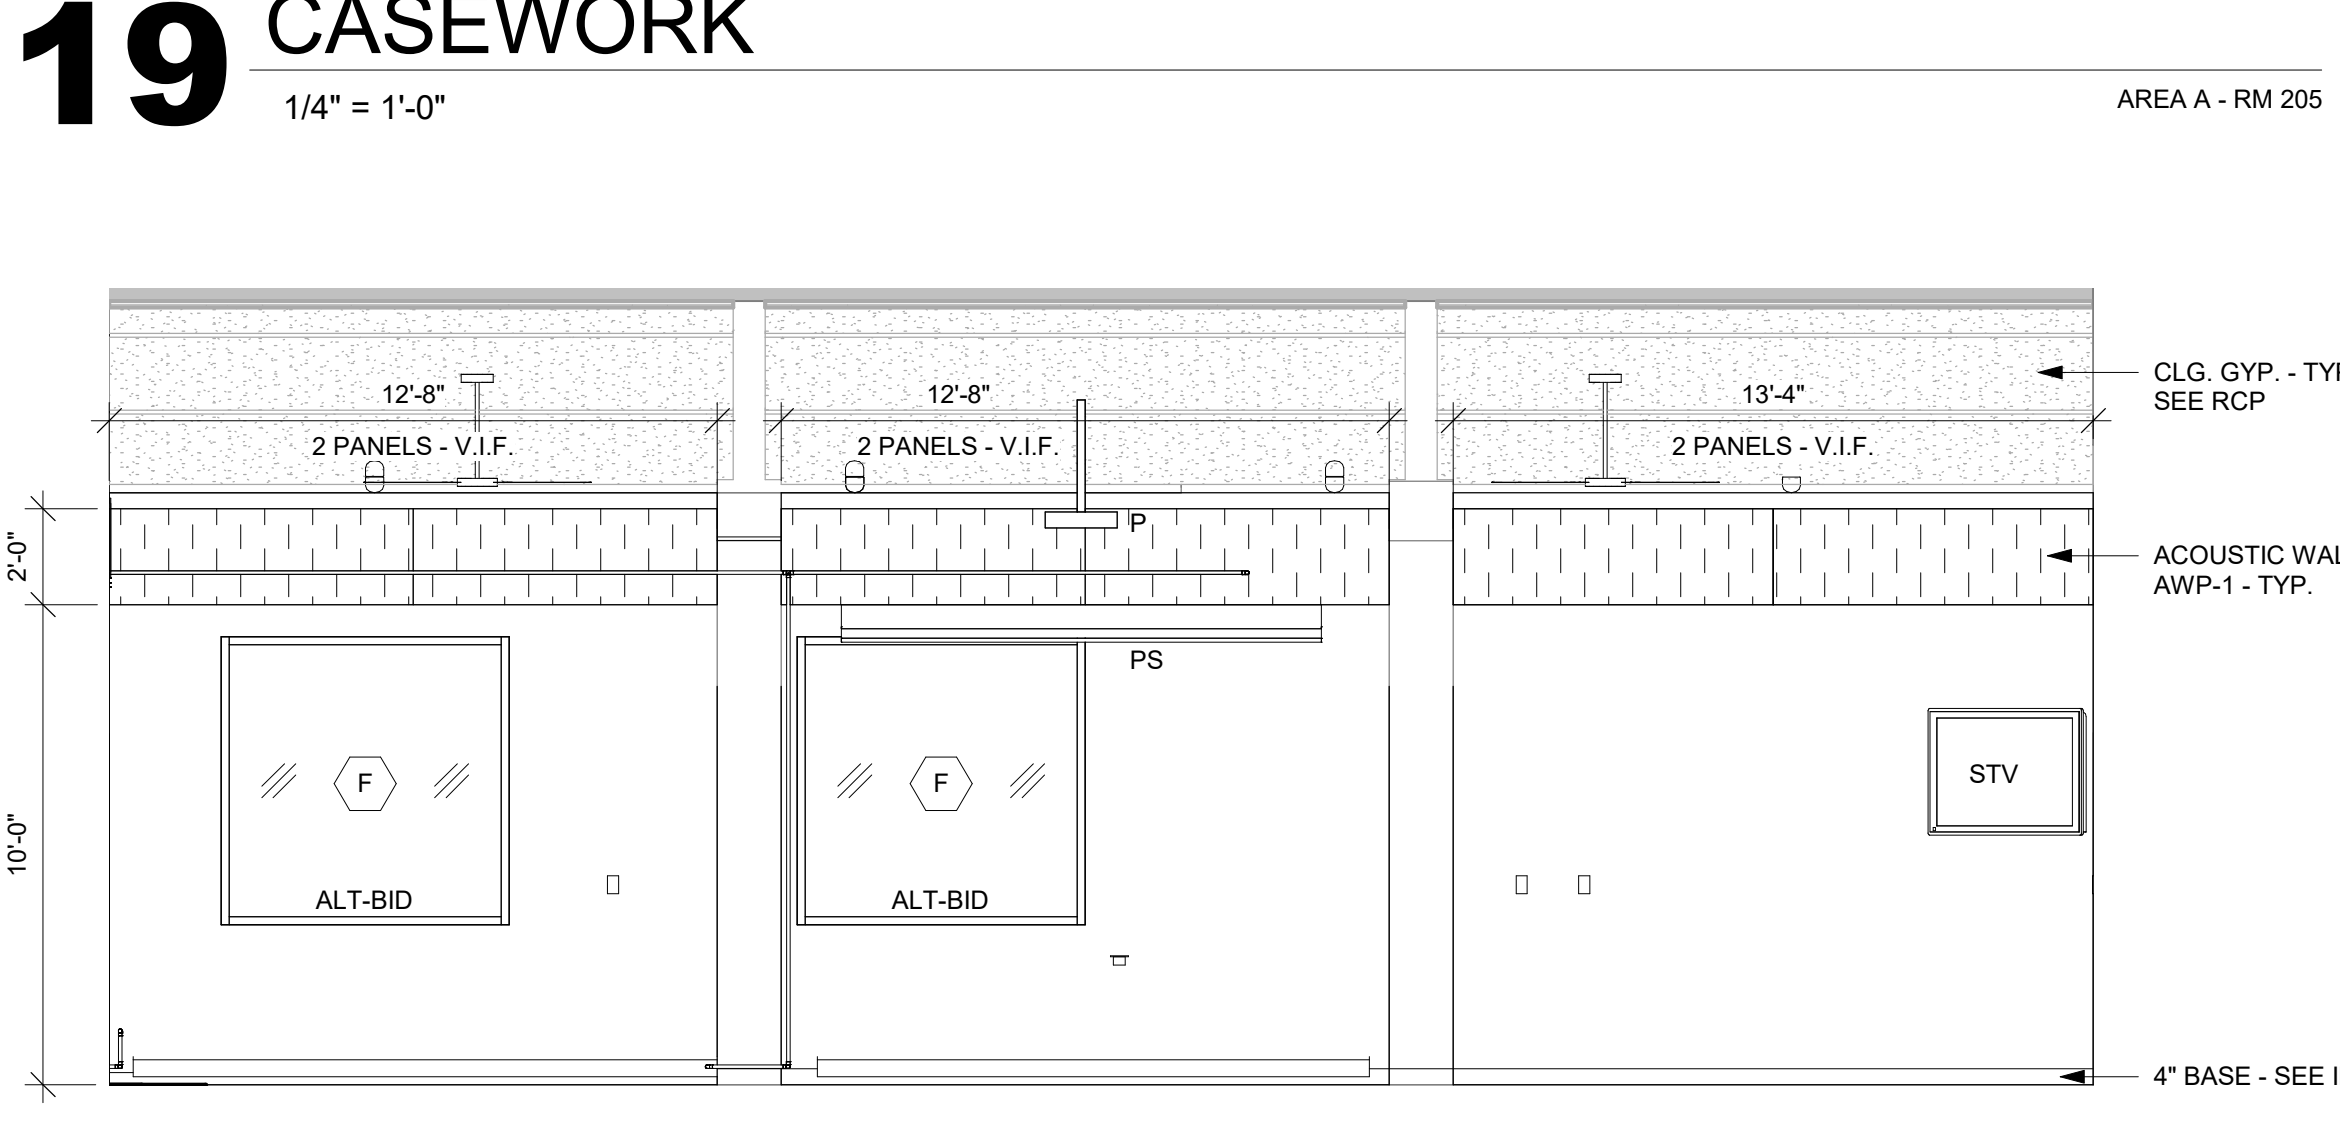 19 CASEWORK
1/4" = 1'-0"
AREA A - RM 205
12'-8"
12'-8"
13'-4"
CLG. GYP. - TYP
SEE RCP
2 PANELS - V.I.F.
2 PANELS - V.I.F.
2 PANELS - V.I.F.
P
2'-0"
ACOUSTIC WAL
AWP-1 - TYP.
PS
F
F
STV
10'-0"
ALT-BID
ALT-BID
4" BASE - SEE I